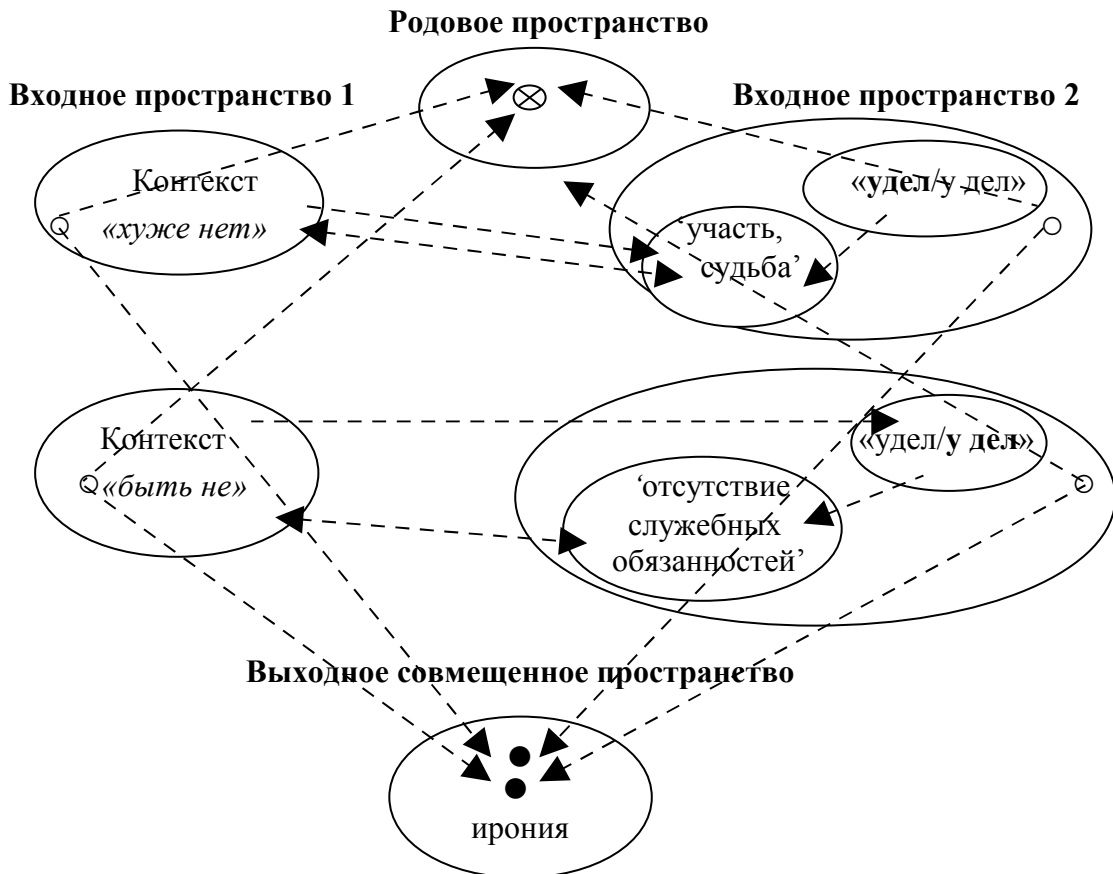 Родовое пространство
Входное пространство 1
Входное пространство 2
Контекст
«хуже нет»
«удел/у дел»
‘участь,
судьба’
Контекст
«быть не»
«удел/у дел»
‘отсутствие
служебных
обязанностей’
Выходное совмещенное пространство
ирония